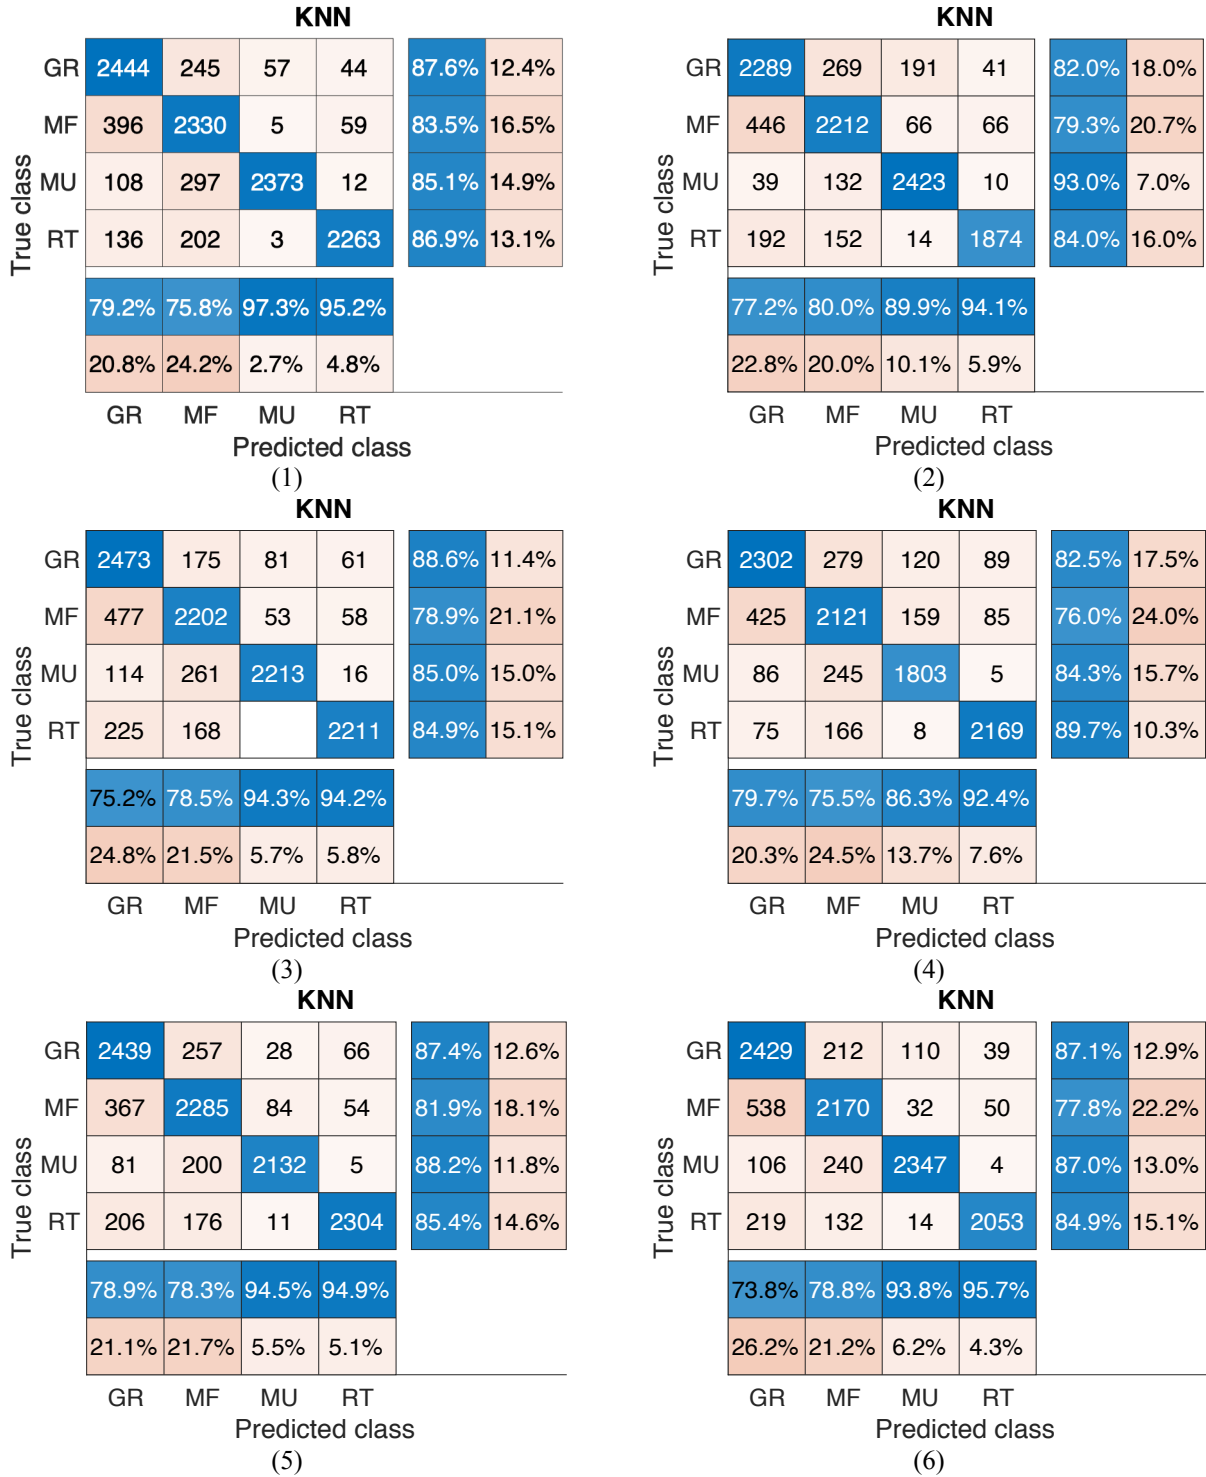 KNN
GR 2444 245 57 44 87.6% 12.4%
MF 396 2330 5 59 83.5% 16.5%
MU 108 297 2373 12 85.1% 14.9%
RT 136 202 3 2263 86.9% 13.1%
True class
79.2% 75.8% 97.3% 95.2%
20.8% 24.2% 2.7% 4.8%
GR MF MU RT
Predicted class
(1)
KNN
GR 2289 269 191 41 82.0% 18.0%
MF 446 2212 66 66 79.3% 20.7%
MU 39 132 2423 10 93.0% 7.0%
RT 192 152 14 1874 84.0% 16.0%
True class
77.2% 80.0% 89.9% 94.1%
22.8% 20.0% 10.1% 5.9%
GR MF MU RT
Predicted class
(2)
KNN
GR 2473 175 81 61 88.6% 11.4%
MF 477 2202 53 58 78.9% 21.1%
MU 114 261 2213 16 85.0% 15.0%
RT 225 168 2211 84.9% 15.1%
True class
75.2% 78.5% 94.3% 94.2%
24.8% 21.5% 5.7% 5.8%
GR MF MU RT
Predicted class
(3)
KNN
GR 2302 279 120 89 82.5% 17.5%
MF 425 2121 159 85 76.0% 24.0%
MU 86 245 1803 5 84.3% 15.7%
RT 75 166 8 2169 89.7% 10.3%
True class
79.7% 75.5% 86.3% 92.4%
20.3% 24.5% 13.7% 7.6%
GR MF MU RT
Predicted class
(4)
KNN
GR 2439 257 28 66 87.4% 12.6%
MF 367 2285 84 54 81.9% 18.1%
MU 81 200 2132 5 88.2% 11.8%
RT 206 176 11 2304 85.4% 14.6%
True class
78.9% 78.3% 94.5% 94.9%
21.1% 21.7% 5.5% 5.1%
GR MF MU RT
Predicted class
(5)
KNN
GR 2429 212 110 39 87.1% 12.9%
MF 538 2170 32 50 77.8% 22.2%
MU 106 240 2347 4 87.0% 13.0%
RT 219 132 14 2053 84.9% 15.1%
True class
73.8% 78.8% 93.8% 95.7%
26.2% 21.2% 6.2% 4.3%
GR MF MU RT
Predicted class
(6)